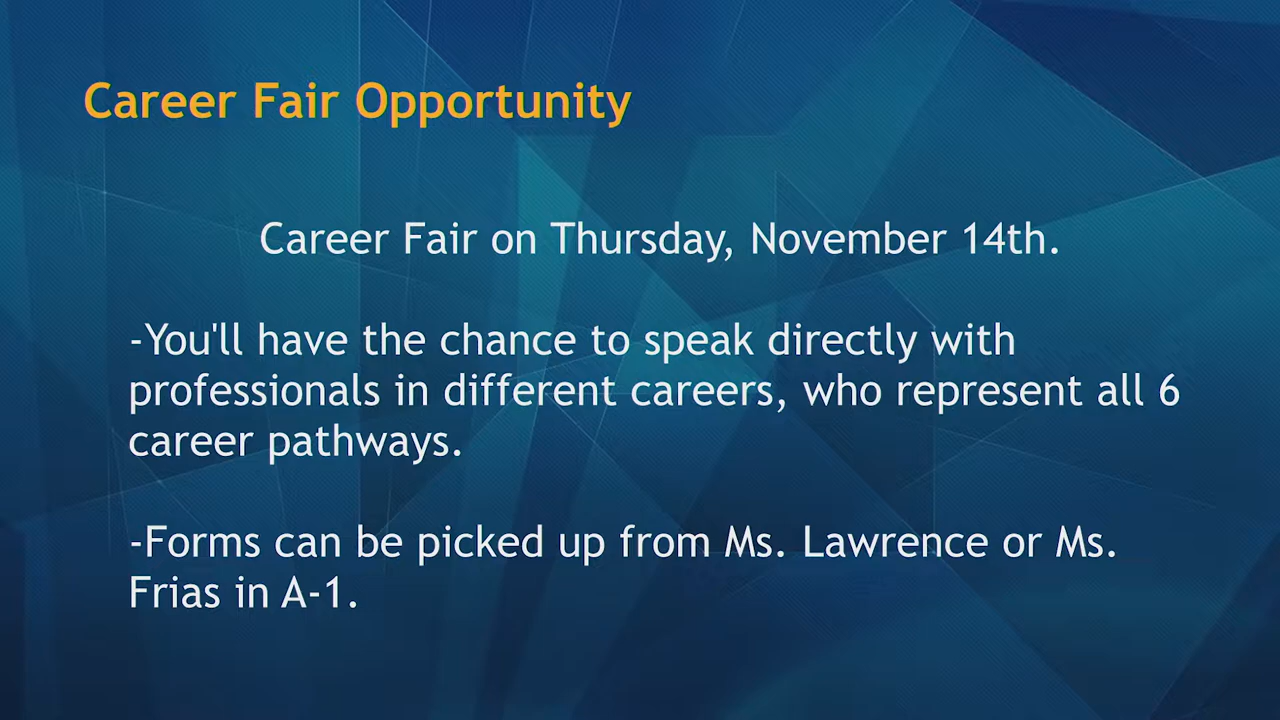 Career Fair Opportunity
Career Fair on Thursday, November 14th.
-You'll have the chance to speak directly with
professionals in different careers, who represent all 6
career pathways.
-Forms can be picked up from Ms. Lawrence or Ms.
Frias in A-1.